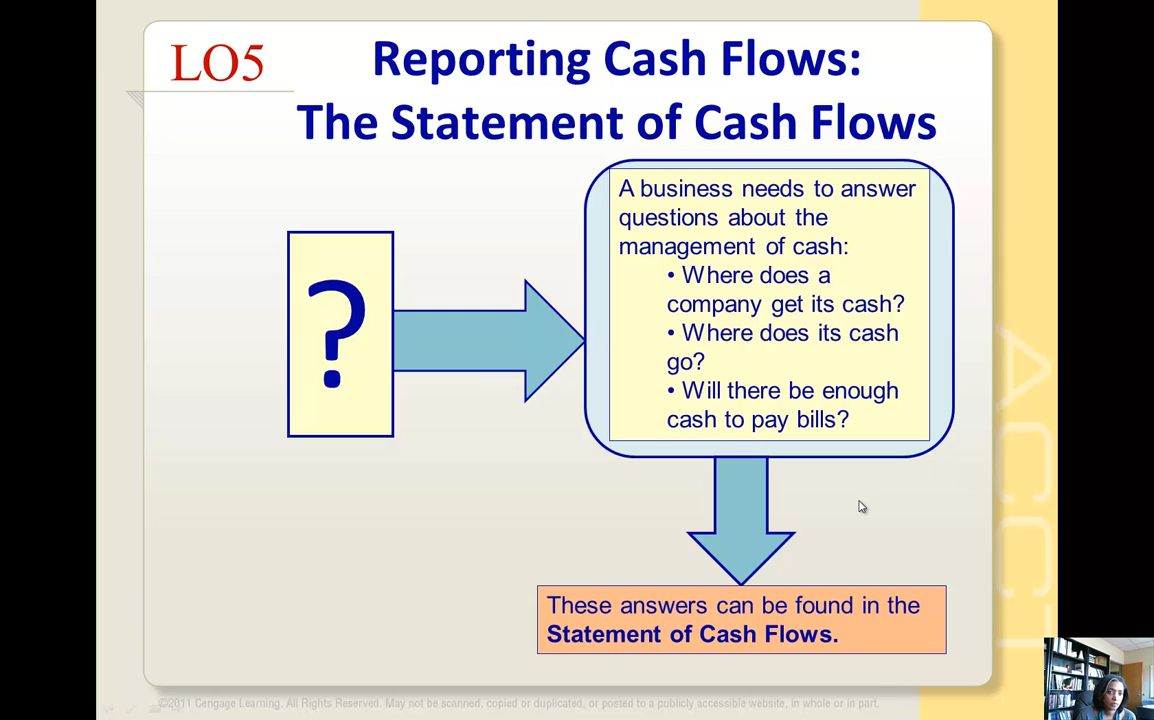 LO5
Reporting Cash Flows:
The Statement of Cash Flows
?
A business needs to answer
questions about the
management of cash:
• Where does a
company get its cash?
• Where does its cash
go?
• Will there be enough
cash to pay bills?
These answers can be found in the
Statement of Cash Flows.
ACCT
©2011 Cengage Learning. All Rights Reserved. May not be scanned, copied or duplicated, or posted to a publicly accessible website, in whole or in part.